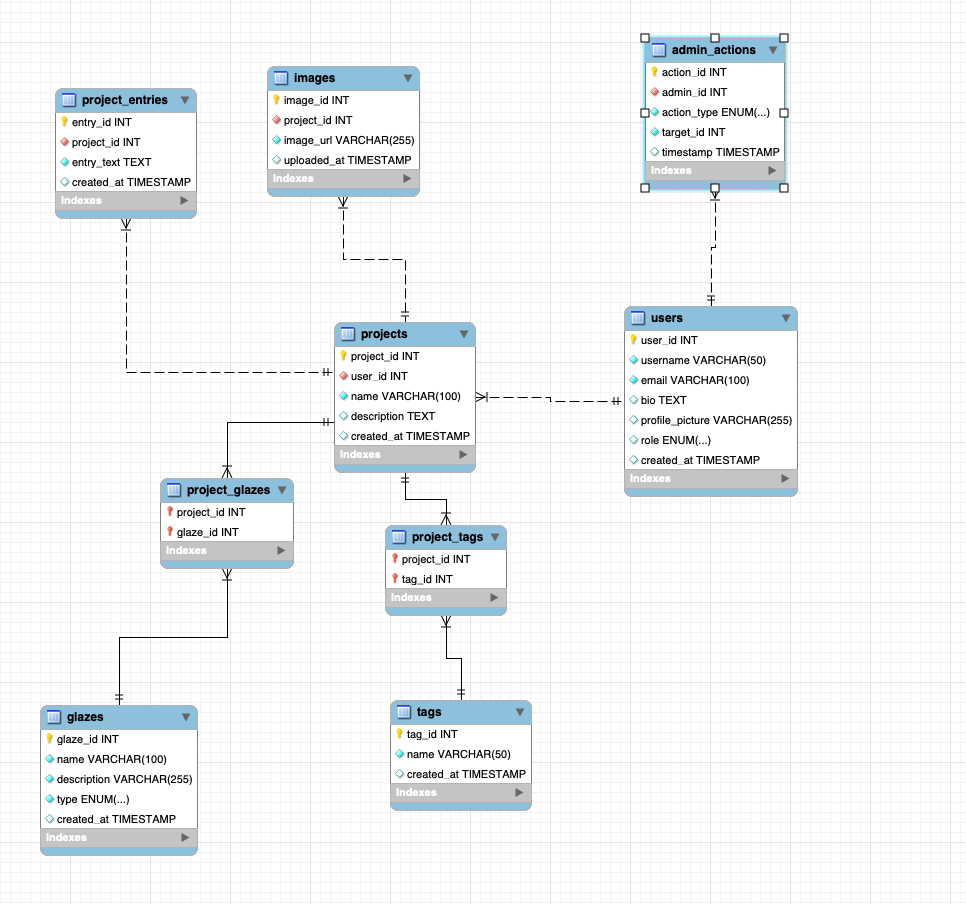 admin_actions
action_id INT
admin_id INT
action_type ENUM(...)
target_id INT
timestamp TIMESTAMP
Indexes
images
image_id INT
project_id INT
image_url VARCHAR(255)
uploaded_at TIMESTAMP
Indexes
project_entries
entry_id INT
project_id INT
entry_text TEXT
created_at TIMESTAMP
Indexes
users
user_id INT
username VARCHAR(50)
email VARCHAR(100)
bio TEXT
profile_picture VARCHAR(255)
role ENUM(...)
created_at TIMESTAMP
Indexes
projects
project_id INT
user_id INT
name VARCHAR(100)
description TEXT
created_at TIMESTAMP
Indexes
project_glazes
project_id INT
glaze_id INT
Indexes
project_tags
project_id INT
tag_id INT
Indexes
glazes
glaze_id INT
name VARCHAR(100)
description VARCHAR(255)
type ENUM(...)
created_at TIMESTAMP
Indexes
tags
tag_id INT
name VARCHAR(50)
created_at TIMESTAMP
Indexes